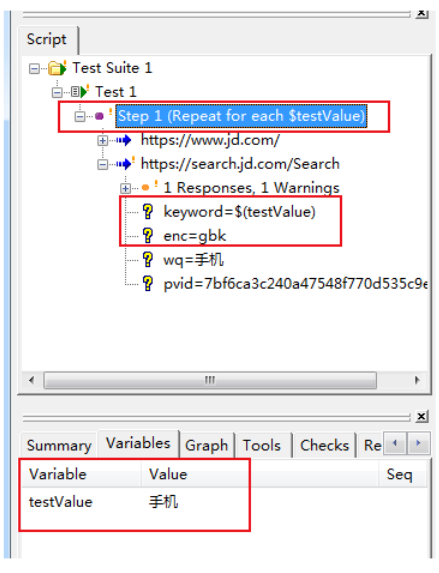 Script
Test Suite 1
Test 1
Step 1 (Repeat for each $testValue)
https://www.jd.com/
https://search.jd.com/Search
1 Responses, 1 Warnings
keyword=$(testValue)
enc=gbk
wq=手机
pvid=7bf6ca3c240a47548f770d535c9e
Summary Variables Graph Tools Checks Re
Variable Value Seq
testValue 手机